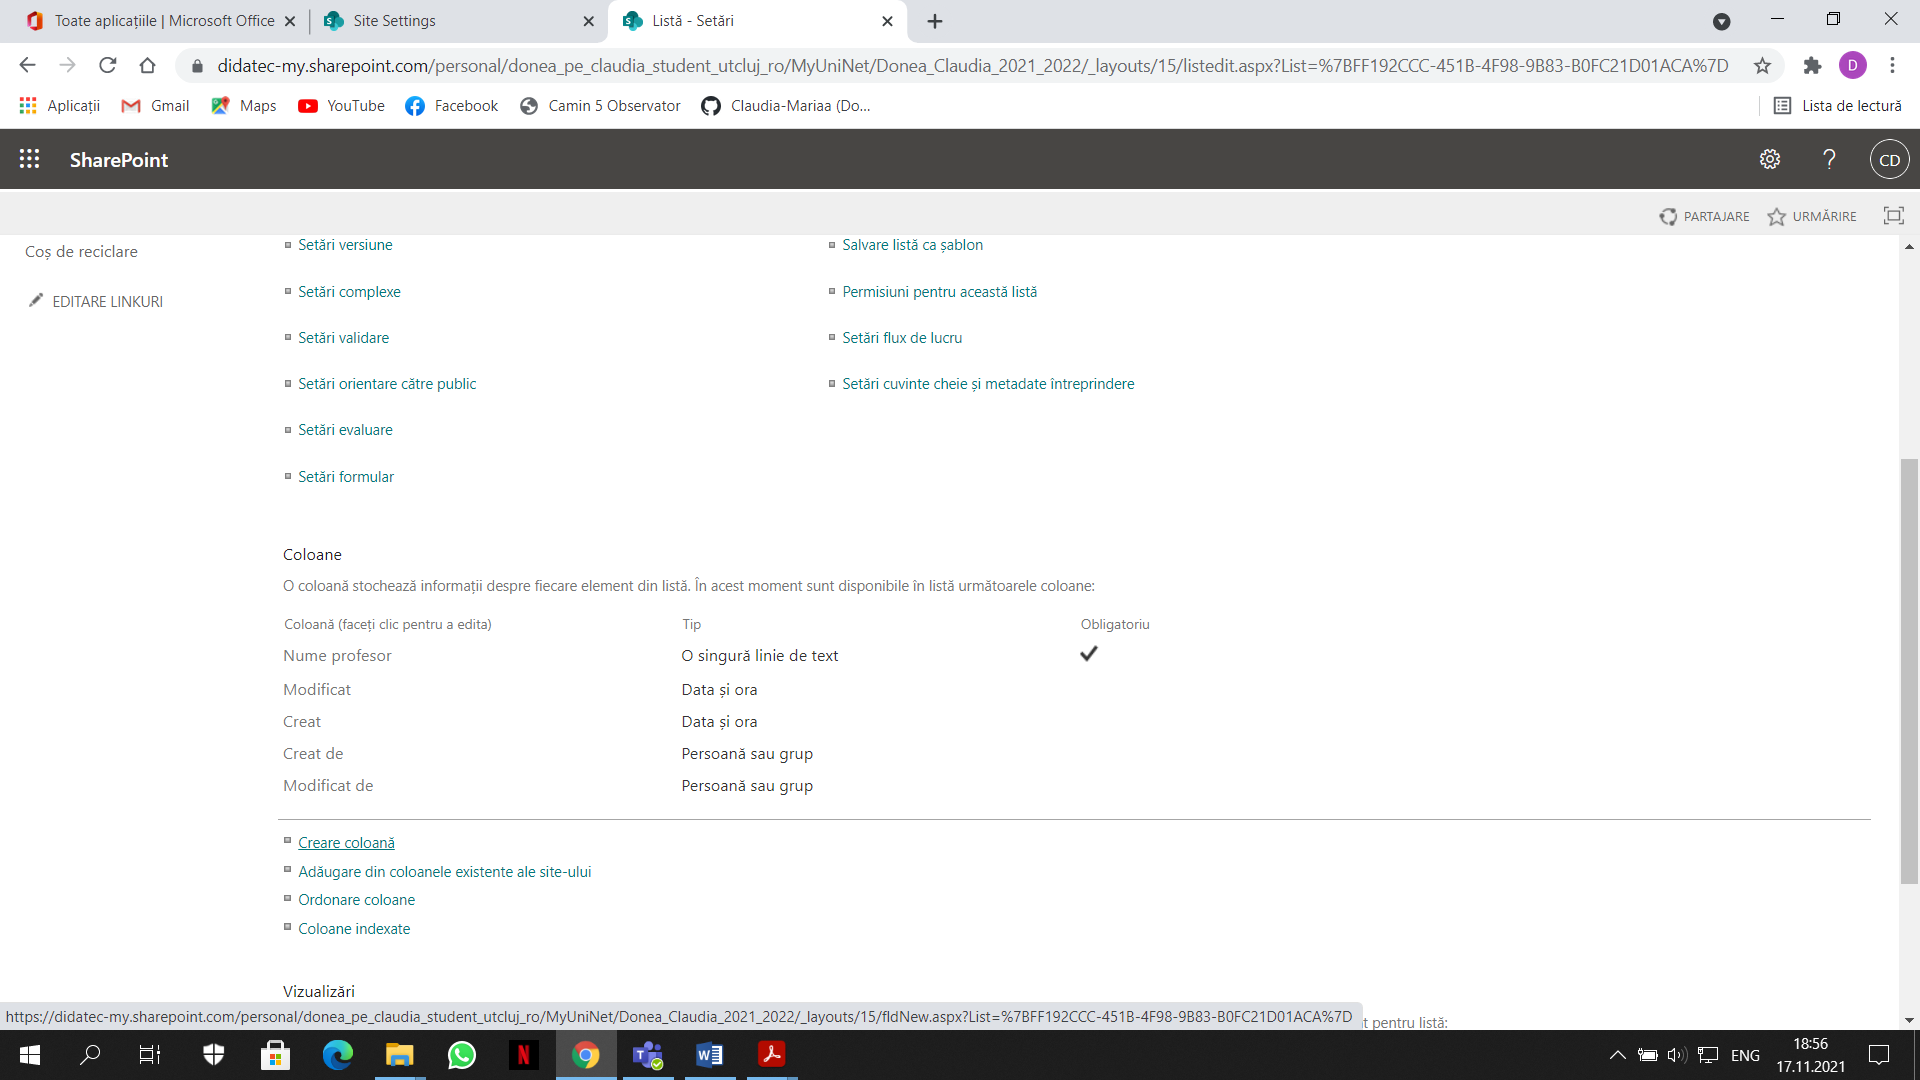 Toate aplicațiile | Microsoft Office
Site Settings
Listă - Setări
didatec-my.sharepoint.com/personal/donea_pe_claudia_student_utcluj_ro/MyUniNet/Donea_Claudia_2021_2022/_layouts/15/listedit.aspx?List=%7BFF192CCC-451B-4F98-9B83-B0FC21D01ACA%7D
D
Aplicații
Gmail
Maps
YouTube
Facebook
Camin 5 Observator
Claudia-Mariaa (Do...
Lista de lectură
SharePoint
?
CD
PARTAJARE
URMĂRIRE
Coș de reciclare
EDITARE LINKURI
Setări versiune
Salvare listă ca șablon
Setări complexe
Permisiuni pentru această listă
Setări validare
Setări flux de lucru
Setări orientare către public
Setări cuvinte cheie și metadate întreprindere
Setări evaluare
Setări formular
Coloane
O coloană stochează informații despre fiecare element din listă. În acest moment sunt disponibile în listă următoarele coloane:
Coloană (faceți clic pentru a edita) Tip Obligatoriu
Nume profesor O singură linie de text
Modificat Data și ora
Creat Data și ora
Creat de Persoană sau grup
Modificat de Persoană sau grup
Creare coloană
Adăugare din coloanele existente ale site-ului
Ordonare coloane
Coloane indexate
Vizualizări
https://didatec-my.sharepoint.com/personal/donea_pe_claudia_student_utcluj_ro/MyUniNet/Donea_Claudia_2021_2022/_layouts/15/fldNew.aspx?List=%7BFF192CCC-451B-4F98-9B83-B0FC21D01ACA%7D
t pentru listă:
ENG
18:56
17.11.2021